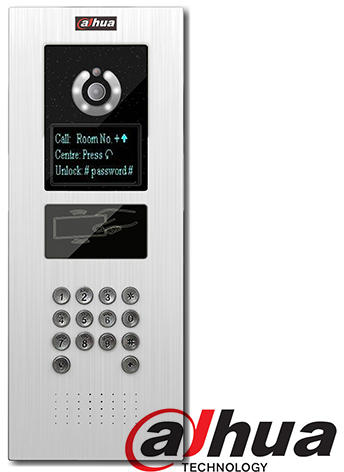 alhua
Call: Room No.+⬆
Centre: Press
Unlock: # password #
1 2 3 *
4 5 6 0
7 8 9 #
alhua
TECHNOLOGY